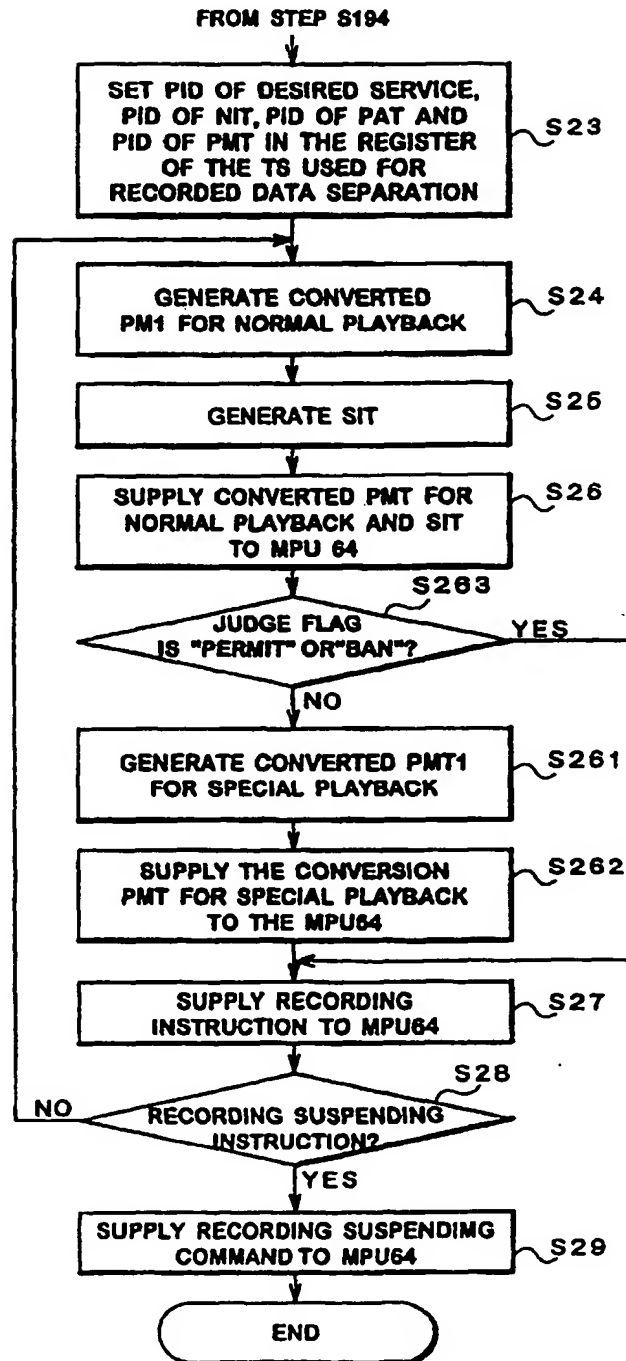 FROM STEP S194
SET PID OF DESIRED SERVICE,
PID OF NIT, PID OF PAT AND
PID OF PMT IN THE REGISTER
OF THE TS USED FOR
RECORDED DATA SEPARATION
S23
GENERATE CONVERTED
PM1 FOR NORMAL PLAYBACK
S24
GENERATE SIT
S25
SUPPLY CONVERTED PMT FOR
NORMAL PLAYBACK AND SIT
TO MPU 64
S26
S263
JUDGE FLAG
IS "PERMIT" OR"BAN"?
YES
NO
GENERATE CONVERTED PMT1
FOR SPECIAL PLAYBACK
S261
SUPPLY THE CONVERSION
PMT FOR SPECIAL PLAYBACK
TO THE MPU64
S262
SUPPLY RECORDING
INSTRUCTION TO MPU64
S27
S28
NO
RECORDING SUSPENDING
INSTRUCTION?
YES
SUPPLY RECORDING SUSPENDIMG
COMMAND TO MPU64
S29
END